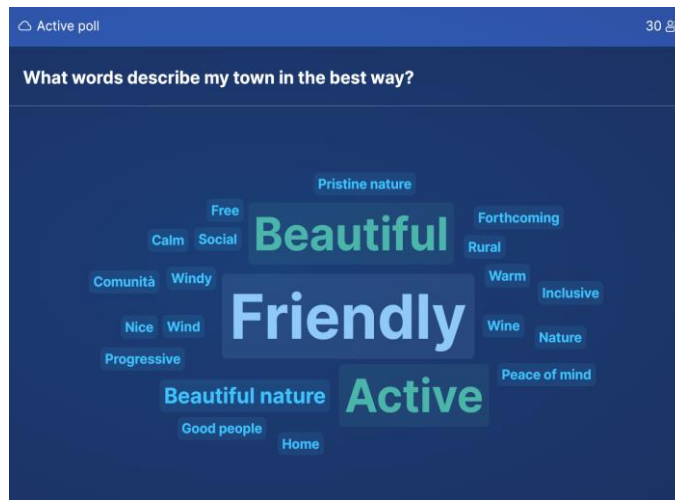 Active poll
30
What words describe my town in the best way?
Pristine nature
Free
Beautiful
Forthcoming
Calm
Social
Rural
Comunità
Windy
Warm
Friendly
Inclusive
Nice
Wind
Wine
Nature
Progressive
Peace of mind
Beautiful nature
Active
Good people
Home